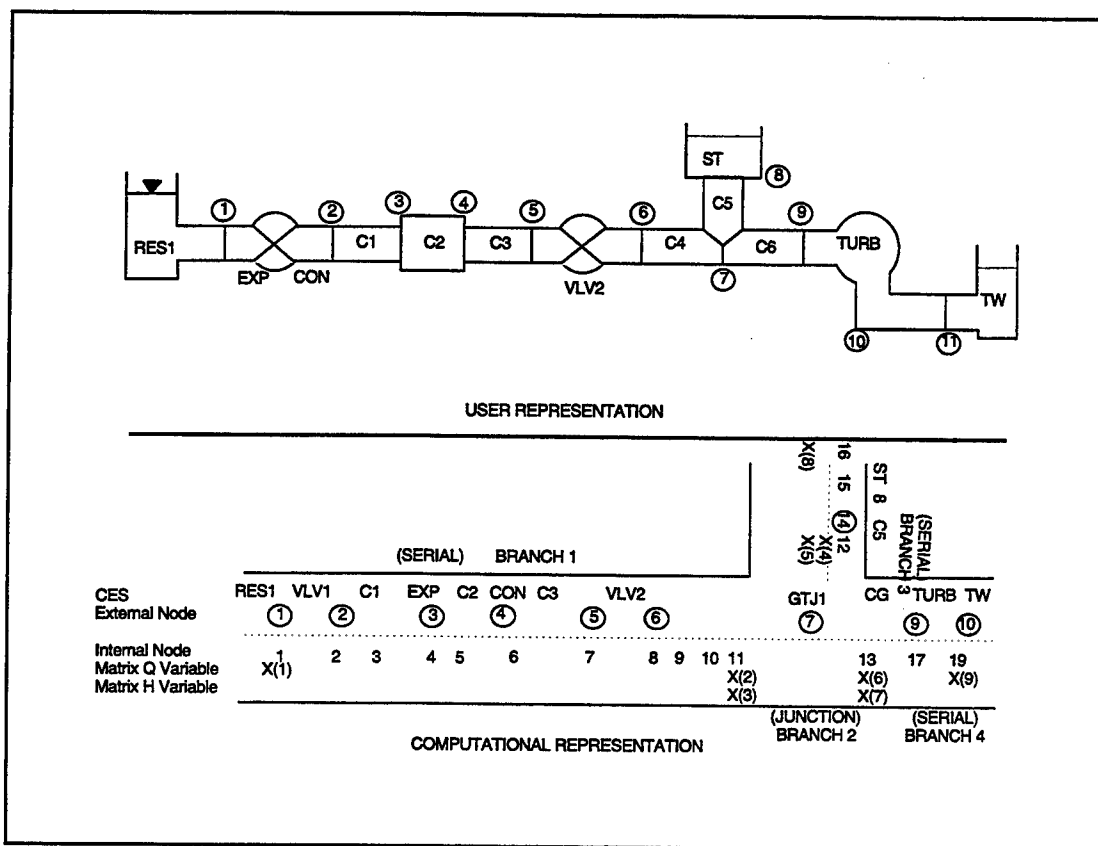 ST
8
3 4
1 2 5 6 C5 9
RES1 C1 C2 C3 C4 C6 TURB
EXP CON VLV2 7 TW
10 11
USER REPRESENTATION
X(8) 16 15 14 12
X(5) X(4)
ST 8 C5
(SERIAL)
BRANCH 3
(SERIAL) BRANCH 1
CES RES1 VLV1 C1 EXP C2 CON C3 VLV2 GTJ1 CG TURB TW
External Node 1 2 3 4 5 6 7 9 10
Internal Node 1 2 3 4 5 6 7 8 9 10 11 13 17 19
Matrix Q Variable X(1) X(2) X(6) X(9)
Matrix H Variable X(3) X(7)
(JUNCTION) (SERIAL)
BRANCH 2 BRANCH 4
COMPUTATIONAL REPRESENTATION